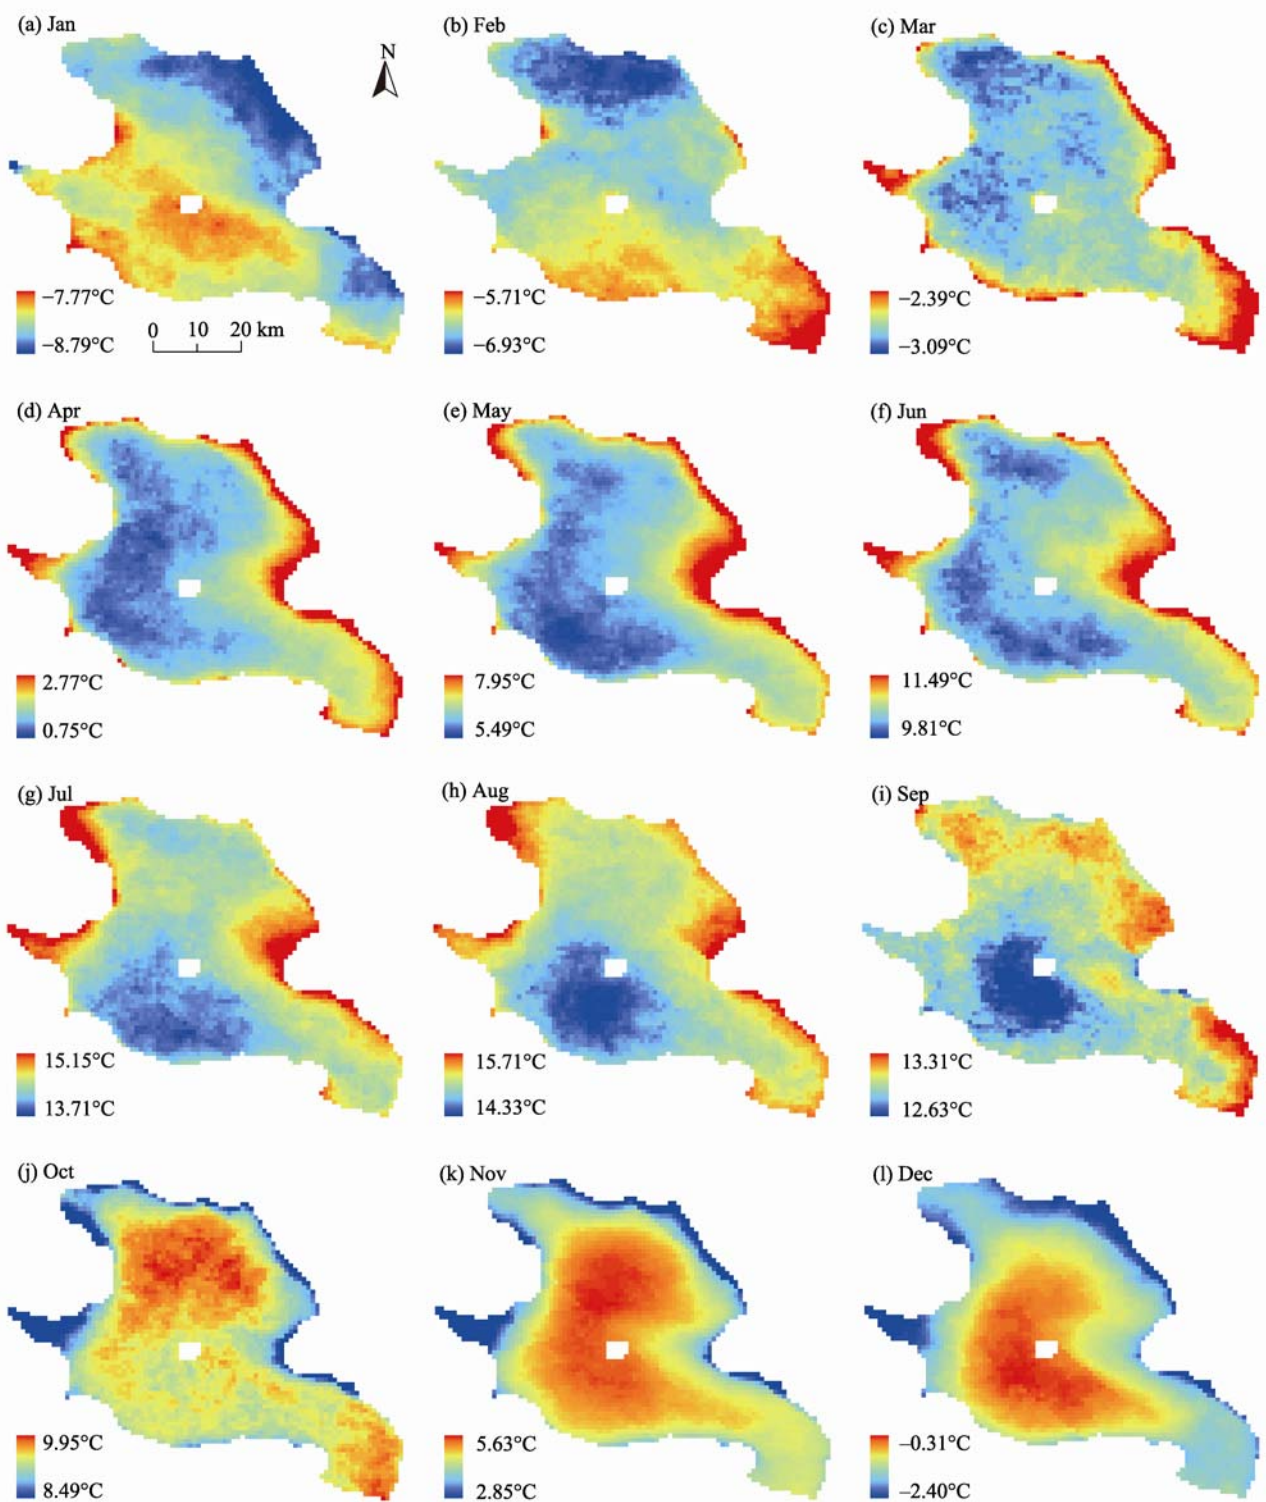 (a) Jan
(b) Feb
(c) Mar
N
−7.77°C
−8.79°C
0 10 20 km
−5.71°C
−6.93°C
−2.39°C
−3.09°C
(d) Apr
(e) May
(f) Jun
2.77°C
0.75°C
7.95°C
5.49°C
11.49°C
9.81°C
(g) Jul
(h) Aug
(i) Sep
15.15°C
13.71°C
15.71°C
14.33°C
13.31°C
12.63°C
(j) Oct
(k) Nov
(l) Dec
9.95°C
8.49°C
5.63°C
2.85°C
−0.31°C
−2.40°C